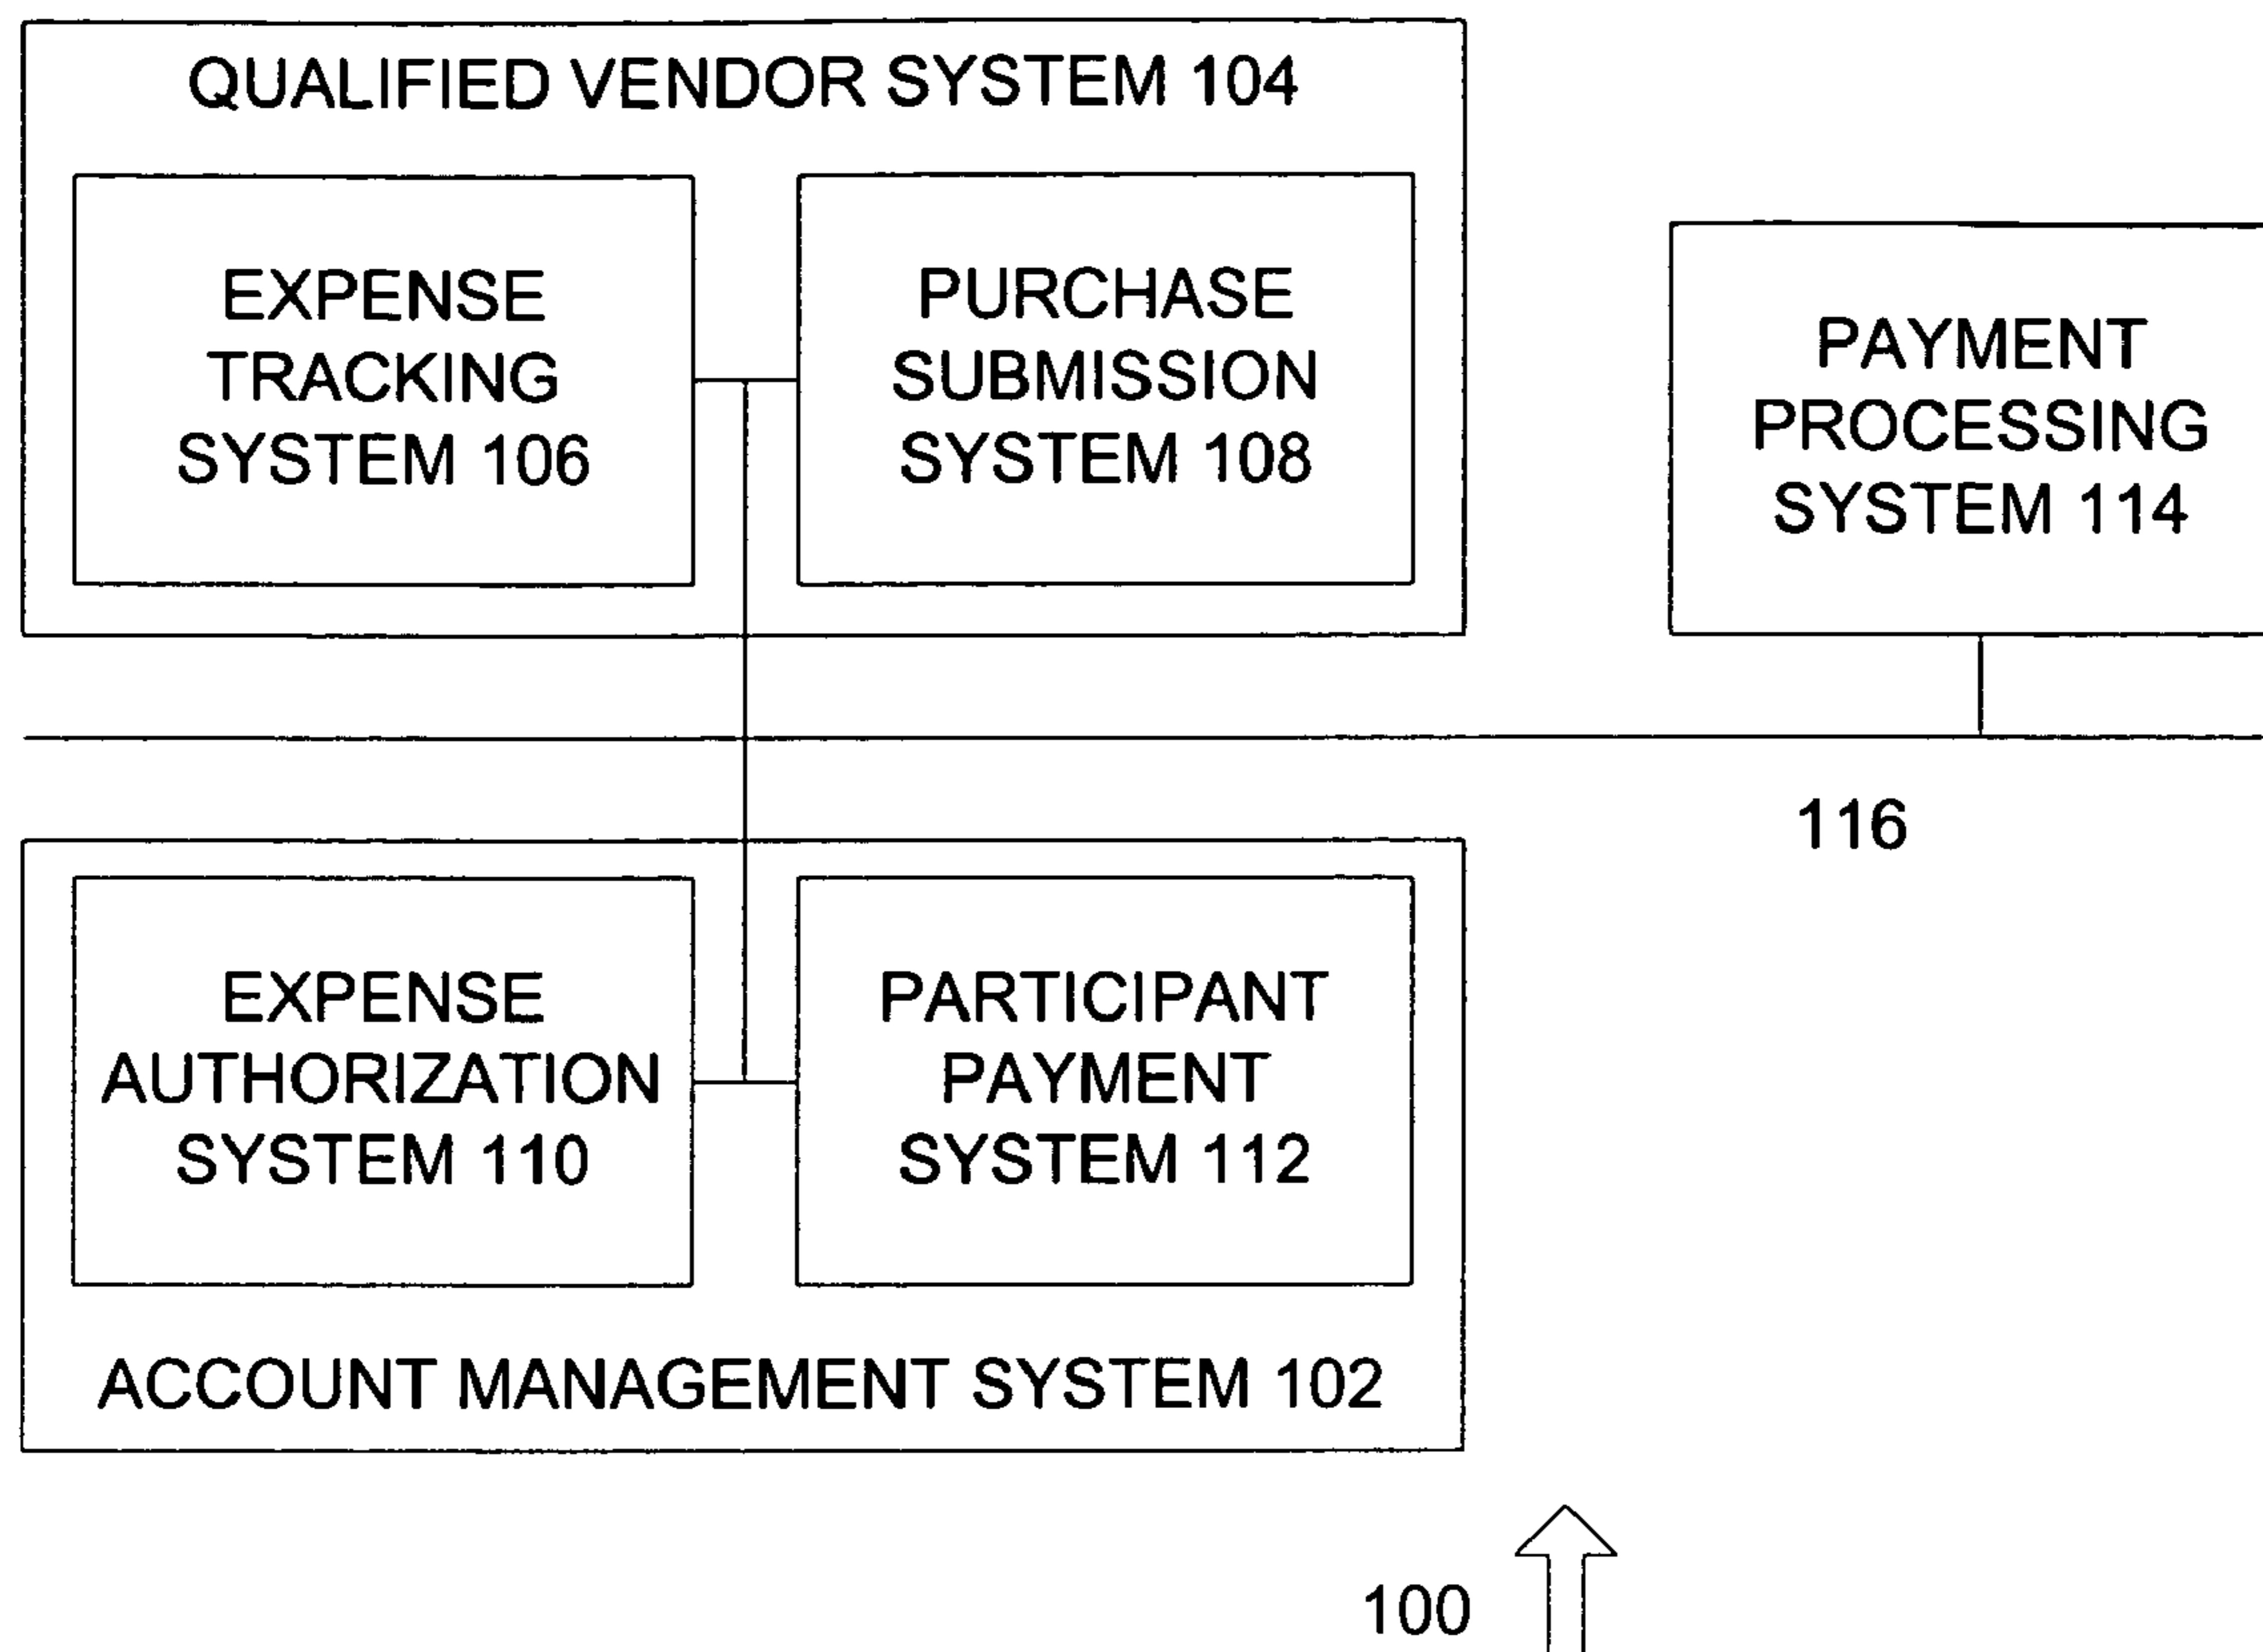 QUALIFIED VENDOR SYSTEM 104
EXPENSE
TRACKING
SYSTEM 106
PURCHASE
SUBMISSION
SYSTEM 108
PAYMENT
PROCESSING
SYSTEM 114
116
EXPENSE
AUTHORIZATION
SYSTEM 110
PARTICIPANT
PAYMENT
SYSTEM 112
ACCOUNT MANAGEMENT SYSTEM 102
100